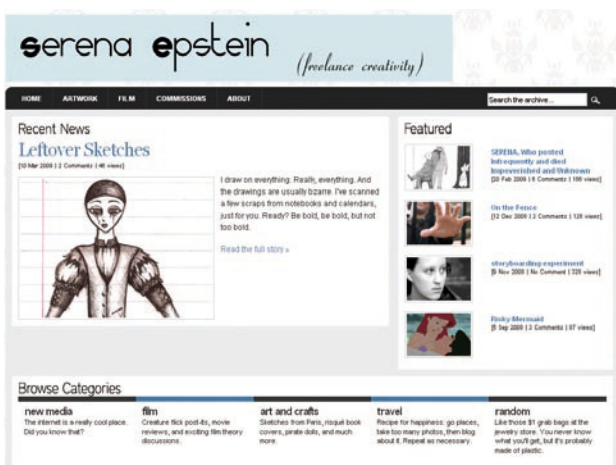 serena epstein
(freelance creativity)
HOME ARTWORK FILM COMMISSIONS ABOUT
Search the archive...
Recent News
Leftover Sketches
[10 Mar 2009 | 2 Comments | 46 views]
I draw on everything. Really, everything. And
the drawings are usually bizarre. I've scanned
a few scraps from notebooks and calendars,
just for you. Ready? Be bold, be bold, but not
too bold.
Read the full story »
Featured
SERENA, Who posted
Infrequently and died
Impoverished and Unknown
[20 Feb 2009 | 6 Comments | 166 views]
On the Fence
[12 Dec 2009 | 2 Comments | 128 views]
storyboarding experiment
[9 Nov 2008 | No Comment | 320 views]
Risky Mermaid
[5 Sep 2008 | 3 Comments | 87 views]
Browse Categories
new media
The internet is a really cool place.
Did you know that?
film
Creature flick post-its, movie
reviews, and exciting film theory
discussions.
art and crafts
Sketches from Paris, risqué book
covers, pirate dolls, and much
more.
travel
Recipe for happiness: go places,
take too many photos, then blog
about it. Repeat as necessary.
random
Like those $1 grab bags at the
jewelry store. You never know
what you'll get, but it's probably
made of plastic.